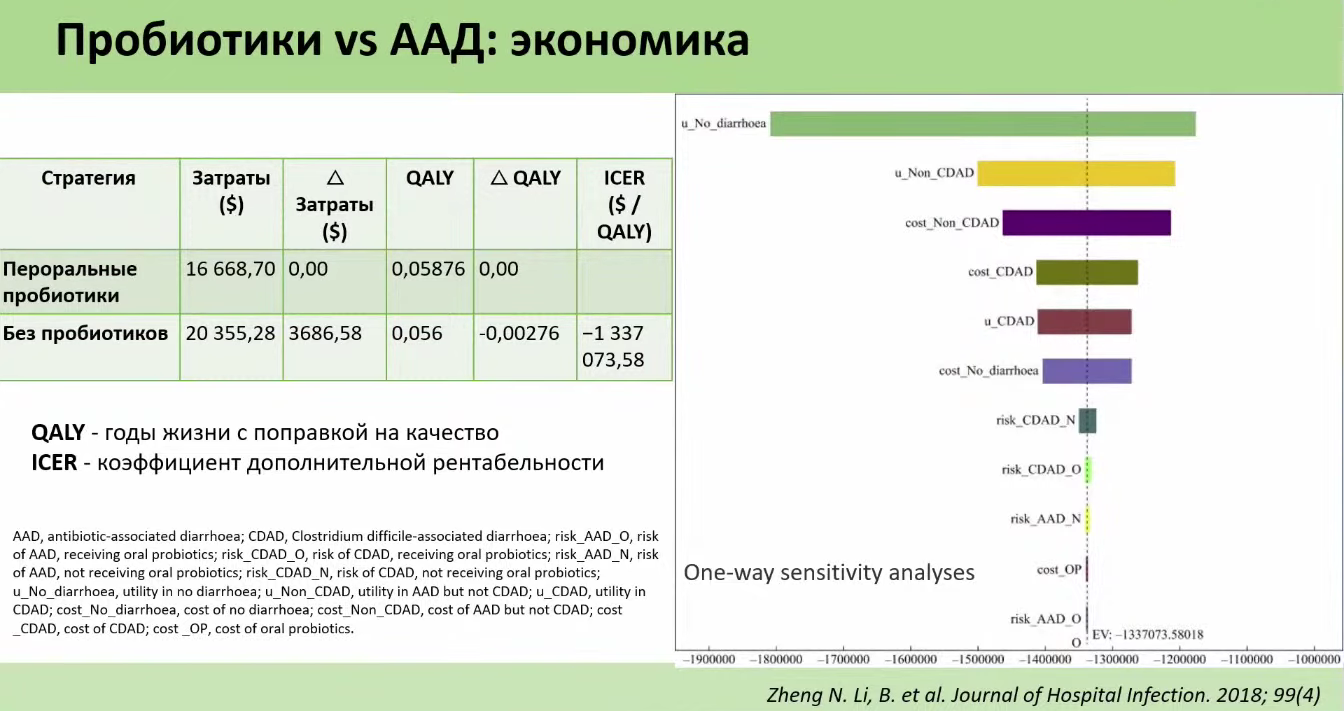 Пробиотики vs ААД: экономика
Стратегия
Затраты
($)
△
Затраты
($)
QALY
△ QALY
ICER
($ /
QALY)
Пероральные
пробиотики
16 668,70
0,00
0,05876
0,00
Без пробиотиков
20 355,28
3686,58
0,056
-0,00276
−1 337
073,58
QALY - годы жизни с поправкой на качество
ICER - коэффициент дополнительной рентабельности
AAD, antibiotic-associated diarrhoea; CDAD, Clostridium difficile-associated diarrhoea; risk_AAD_O, risk
of AAD, receiving oral probiotics; risk_CDAD_O, risk of CDAD, receiving oral probiotics; risk_AAD_N, risk
of AAD, not receiving oral probiotics; risk_CDAD_N, risk of CDAD, not receiving oral probiotics;
u_No_diarrhoea, utility in no diarrhoea; u_Non_CDAD, utility in AAD but not CDAD; u_CDAD, utility in
CDAD; cost_No_diarrhoea, cost of no diarrhoea; cost_Non_CDAD, cost of AAD but not CDAD; cost
_CDAD, cost of CDAD; cost _OP, cost of oral probiotics.
u_No_diarrhoea
u_Non_CDAD
cost_Non_CDAD
cost_CDAD
u_CDAD
cost_No_diarrhoea
risk_CDAD_N
risk_CDAD_O
risk_AAD_N
cost_OP
risk_AAD_O
O
EV: −1337073.58018
One-way sensitivity analyses
−1900000 −1800000 −1700000 −1600000 −1500000 −1400000 −1300000 −1200000 −1100000 −1000000
Zheng N. Li, B. et al. Journal of Hospital Infection. 2018; 99(4)